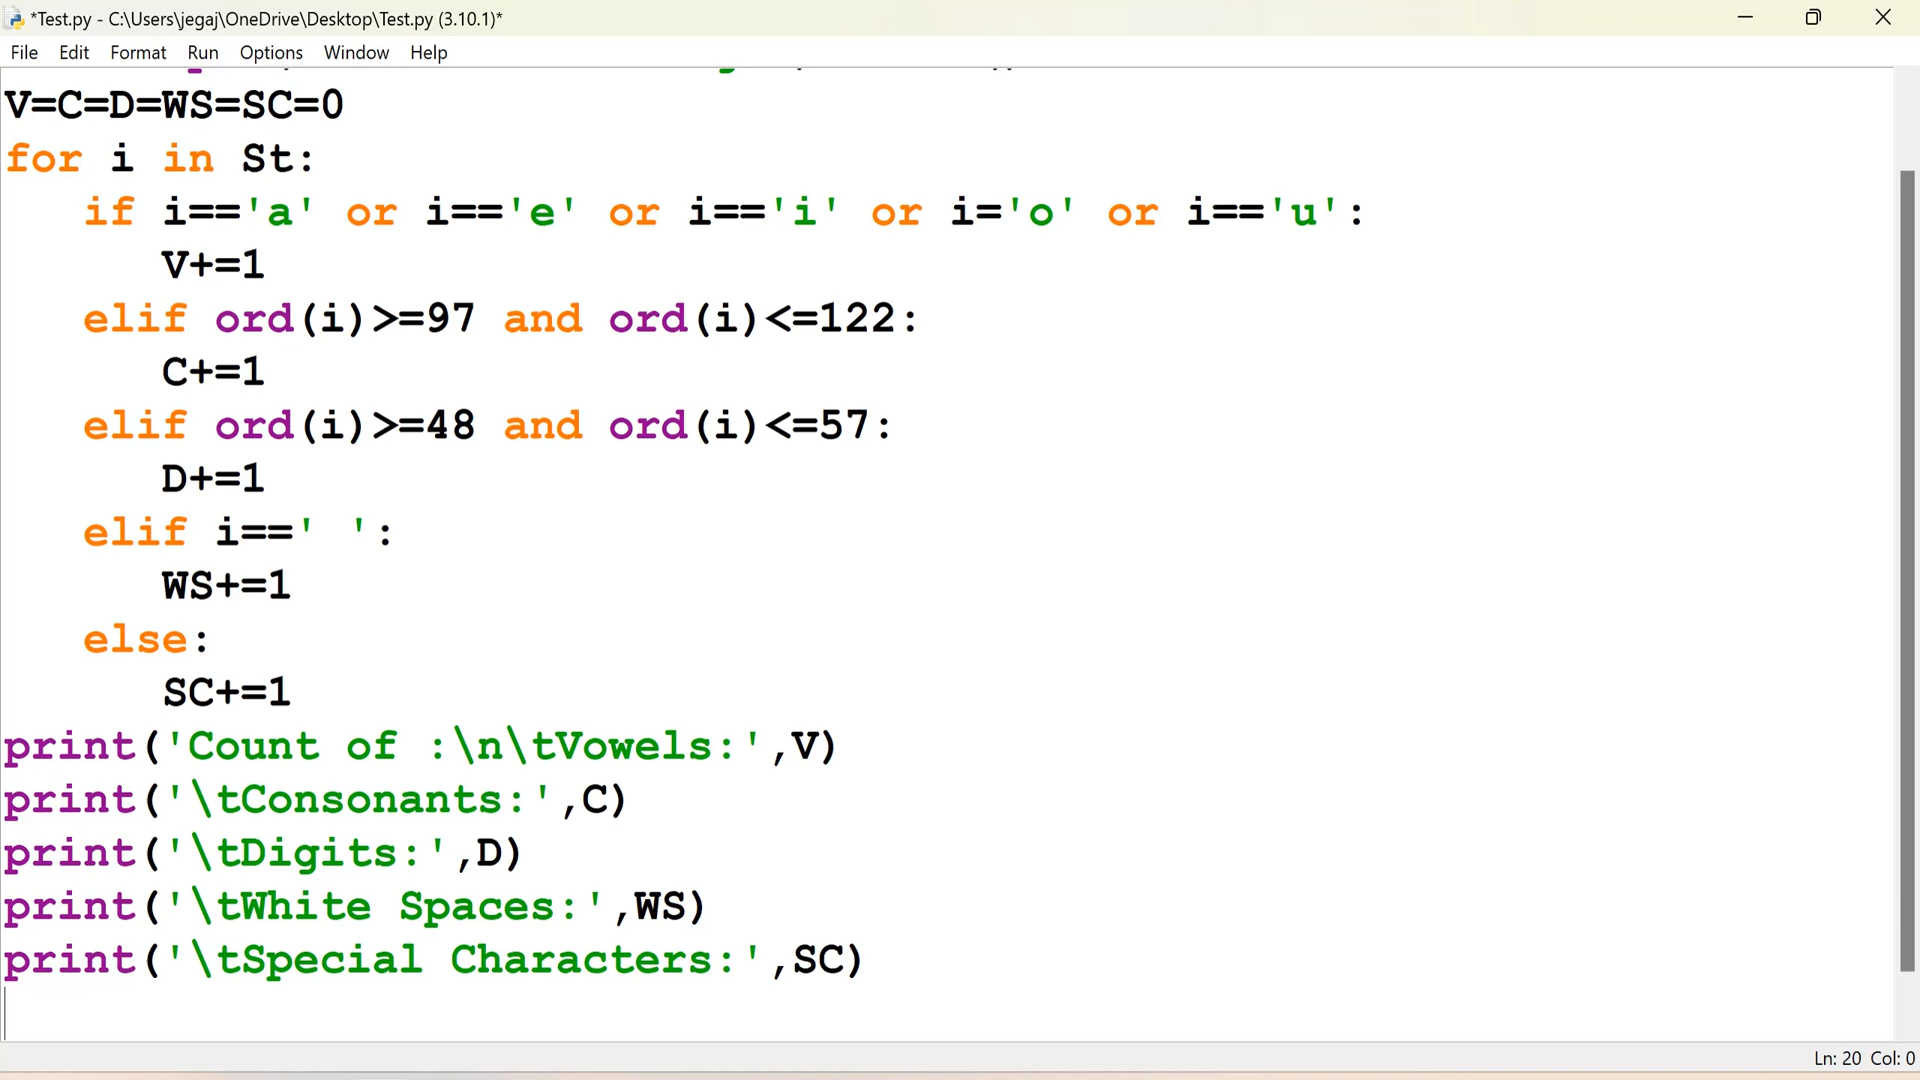 *Test.py - C:\Users\jegaj\OneDrive\Desktop\Test.py (3.10.1)*
File Edit Format Run Options Window Help
V=C=D=WS=SC=0
for i in St:
   if i=='a' or i=='e' or i=='i' or i='o' or i=='u':
      V+=1
   elif ord(i)>=97 and ord(i)<=122:
      C+=1
   elif ord(i)>=48 and ord(i)<=57:
      D+=1
   elif i==' ':
      WS+=1
   else:
      SC+=1
print('Count of :\n\tVowels:',V)
print('\tConsonants:',C)
print('\tDigits:',D)
print('\tWhite Spaces:',WS)
print('\tSpecial Characters:',SC)
Ln: 20 Col: 0